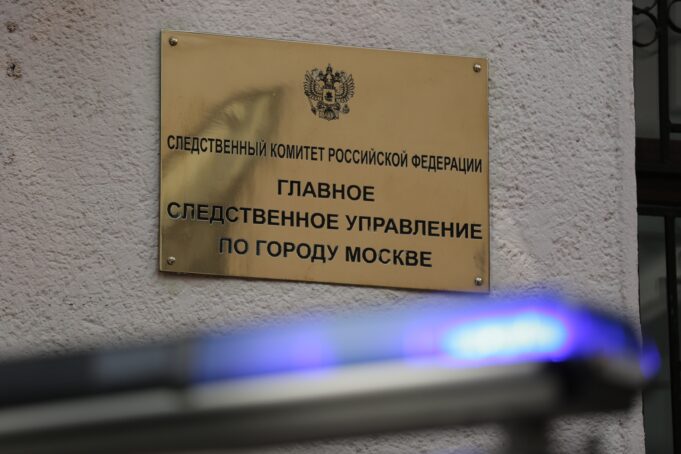 СЛЕДСТВЕННЫЙ КОМИТЕТ РОССИЙСКОЙ ФЕДЕРАЦИИ
ГЛАВНОЕ
СЛЕДСТВЕННОЕ УПРАВЛЕНИЕ
ПО ГОРОДУ МОСКВЕ